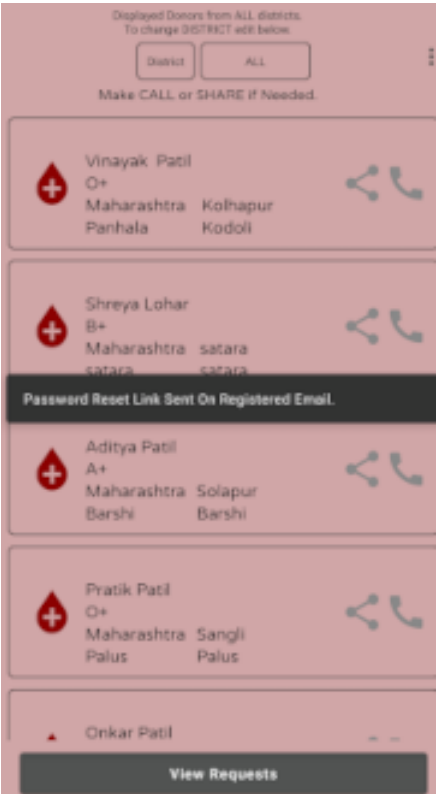 Displayed Donors from ALL districts.
To change DISTRICT edit below.
District ALL
Make CALL or SHARE if Needed.
Vinayak Patil
O+
Maharashtra Kolhapur
Panhala Kodoli
Shreya Lohar
B+
Maharashtra satara
satara satara
Password Reset Link Sent On Registered Email.
Aditya Patil
A+
Maharashtra Solapur
Barshi Barshi
Pratik Patil
O+
Maharashtra Sangli
Palus Palus
Onkar Patil
View Requests